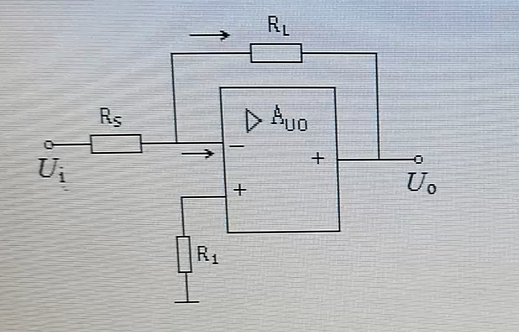 R_L
R_S
▷ A_UO
−
+
U_i
+
U_o
R_1